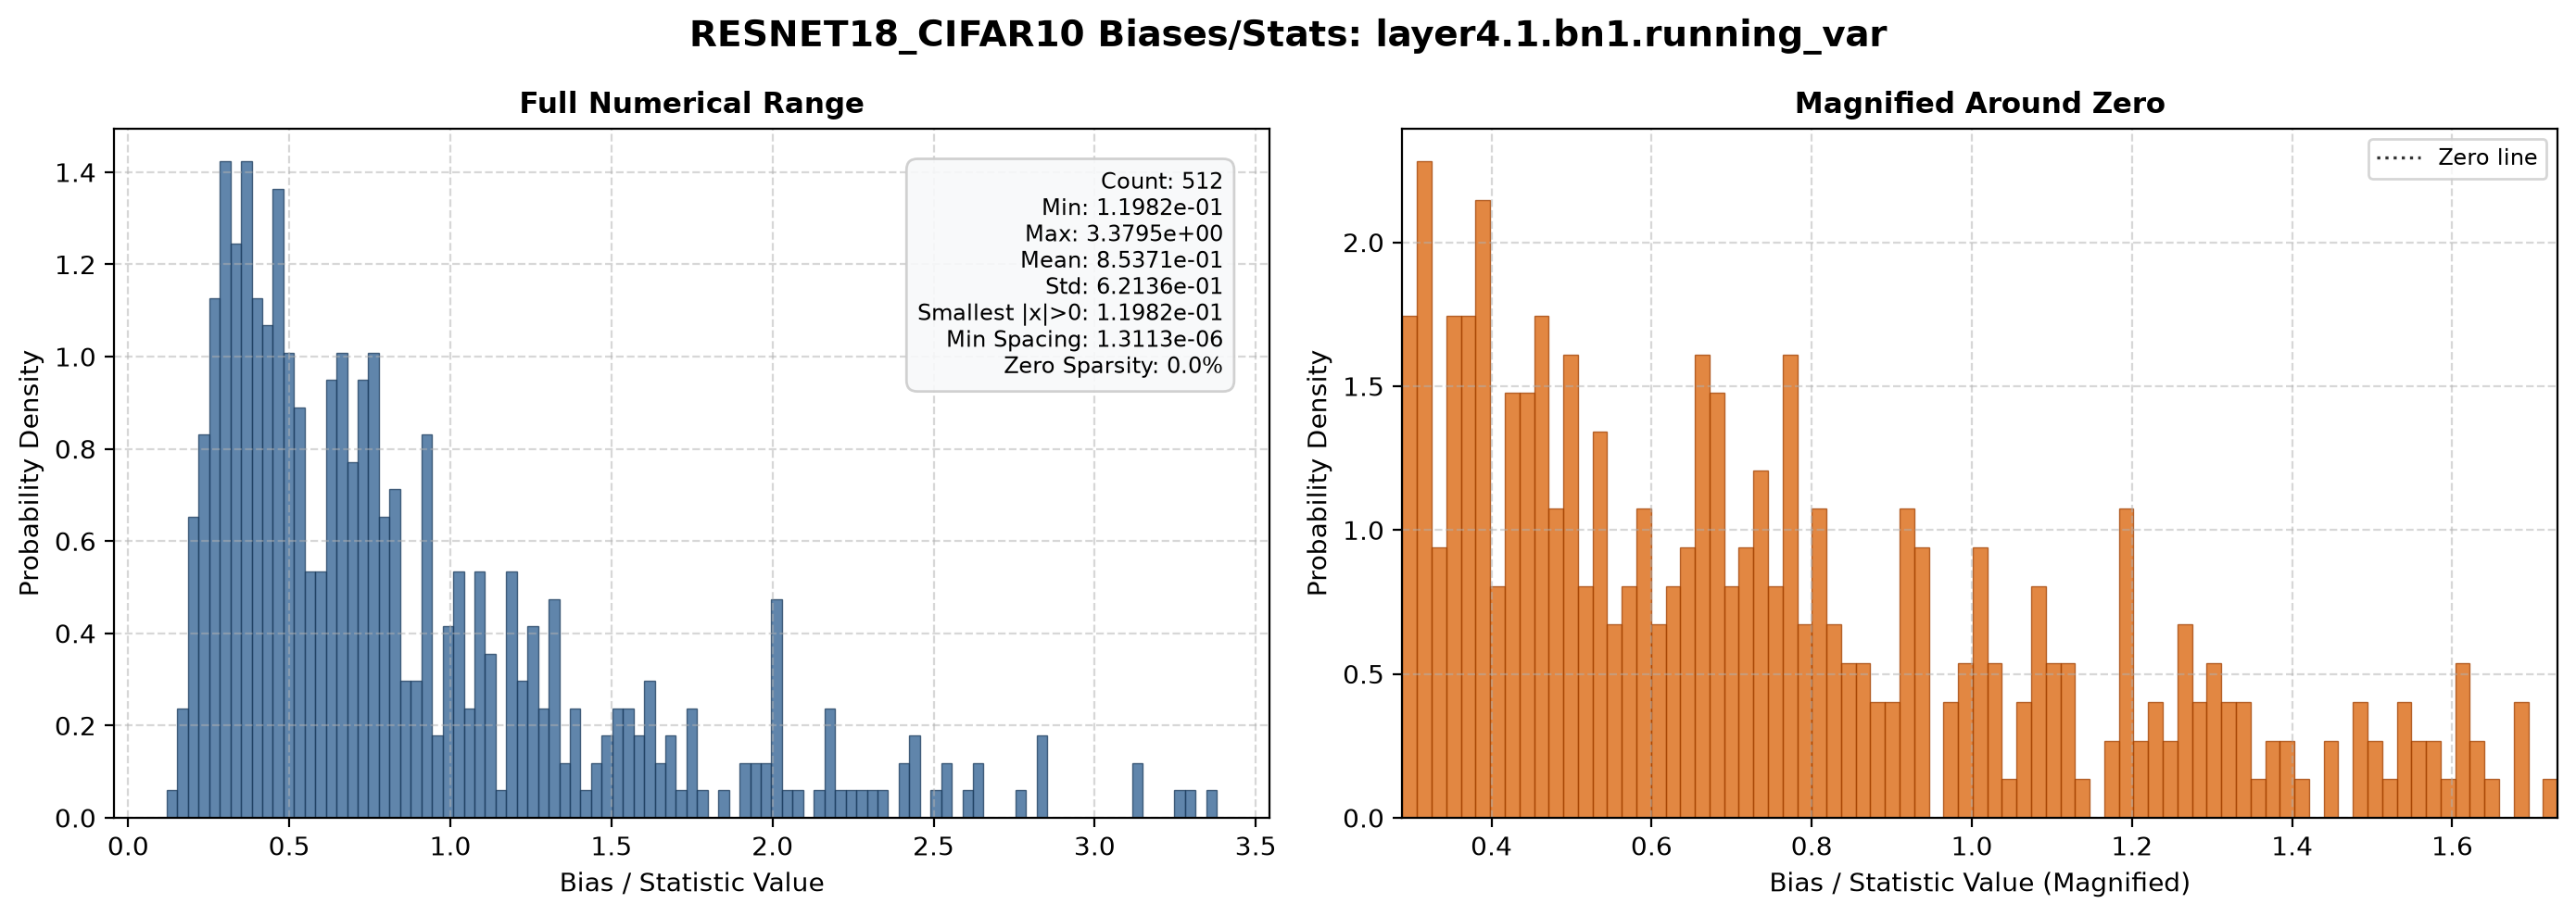 RESNET18_CIFAR10 Biases/Stats: layer4.1.bn1.running_var
Full Numerical Range
Probability Density
1.4
1.2
1.0
0.8
0.6
0.4
0.2
0.0
Count: 512
Min: 1.1982e-01
Max: 3.3795e+00
Mean: 8.5371e-01
Std: 6.2136e-01
Smallest |x|>0: 1.1982e-01
Min Spacing: 1.3113e-06
Zero Sparsity: 0.0%
0.0 0.5 1.0 1.5 2.0 2.5 3.0 3.5
Bias / Statistic Value
Magnified Around Zero
Probability Density
2.0
1.5
1.0
0.5
0.0
Zero line
0.4 0.6 0.8 1.0 1.2 1.4 1.6
Bias / Statistic Value (Magnified)